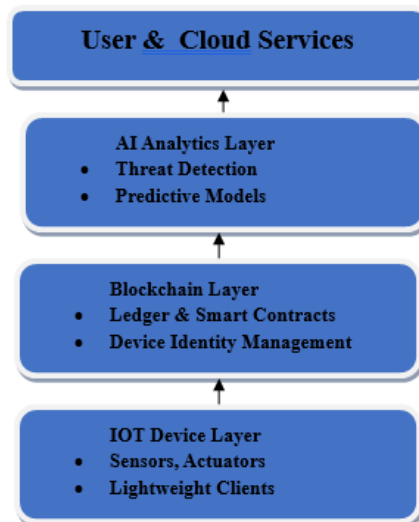 User & Cloud Services
AI Analytics Layer
• Threat Detection
• Predictive Models
Blockchain Layer
• Ledger & Smart Contracts
• Device Identity Management
IOT Device Layer
• Sensors, Actuators
• Lightweight Clients